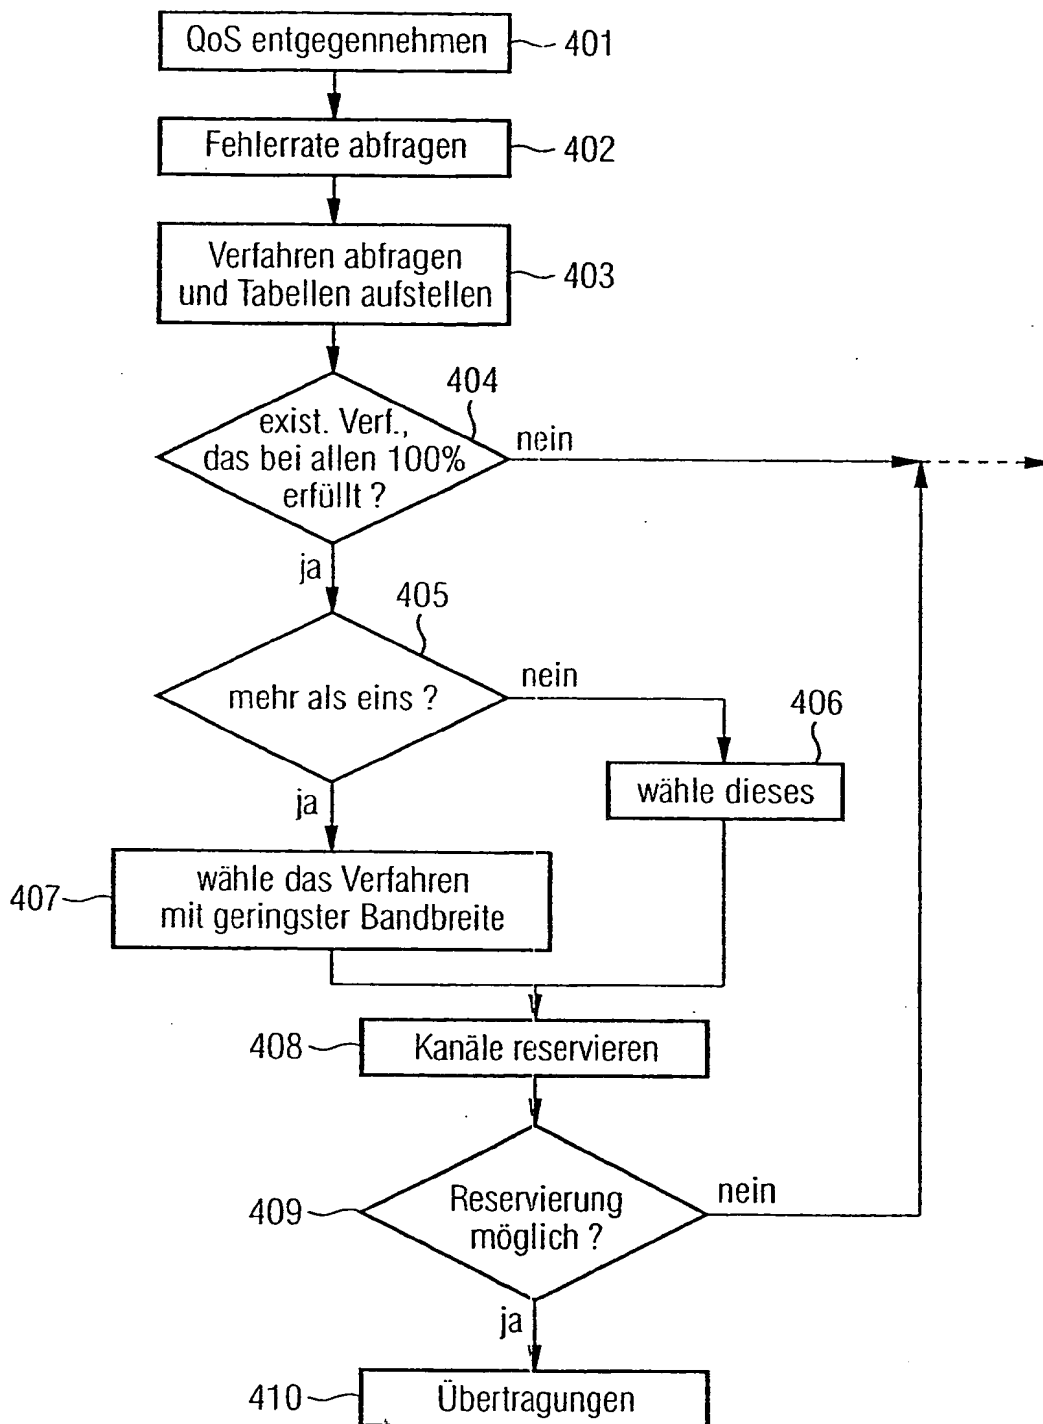 QoS entgegennehmen
401
Fehlerrate abfragen
402
Verfahren abfragen
und Tabellen aufstellen
403
404
exist. Verf.,
das bei allen 100%
erfüllt ?
nein
ja
405
mehr als eins ?
nein
406
wähle dieses
ja
407
wähle das Verfahren
mit geringster Bandbreite
408
Kanäle reservieren
409
Reservierung
möglich ?
nein
ja
410
Übertragungen